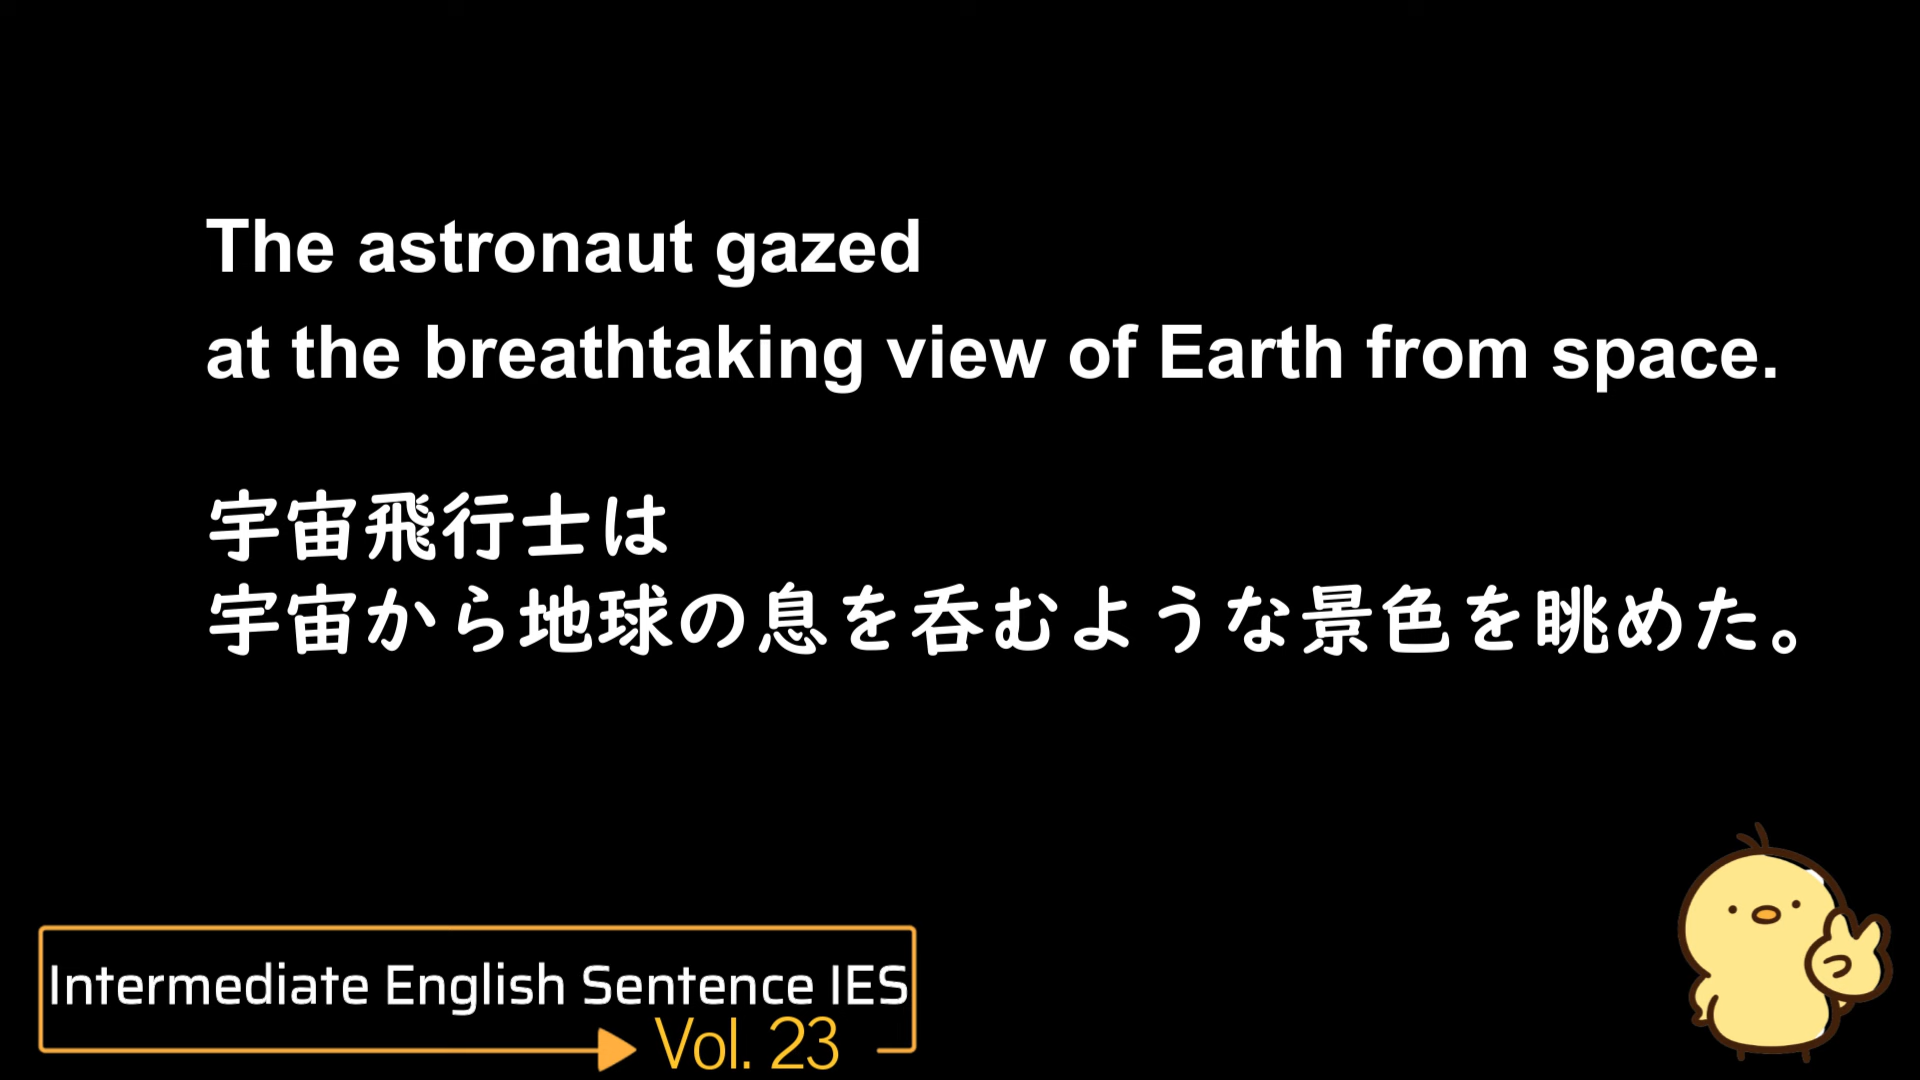 The astronaut gazed
at the breathtaking view of Earth from space.
宇宙飛行士は
宇宙から地球の息を呑むような景色を眺めた。
Intermediate English Sentence IES
Vol. 23